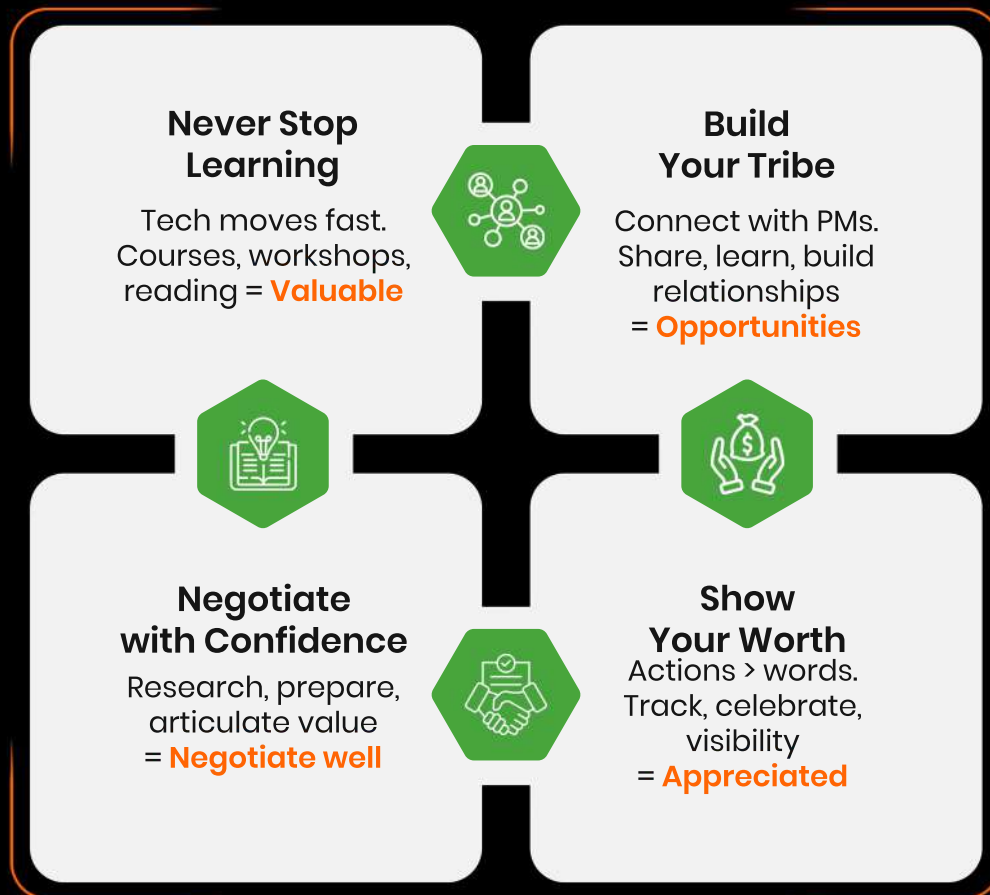 Never Stop
Learning
Tech moves fast.
Courses, workshops,
reading = Valuable
Build
Your Tribe
Connect with PMs.
Share, learn, build
relationships
= Opportunities
Negotiate
with Confidence
Research, prepare,
articulate value
= Negotiate well
Show
Your Worth
Actions > words.
Track, celebrate,
visibility
= Appreciated